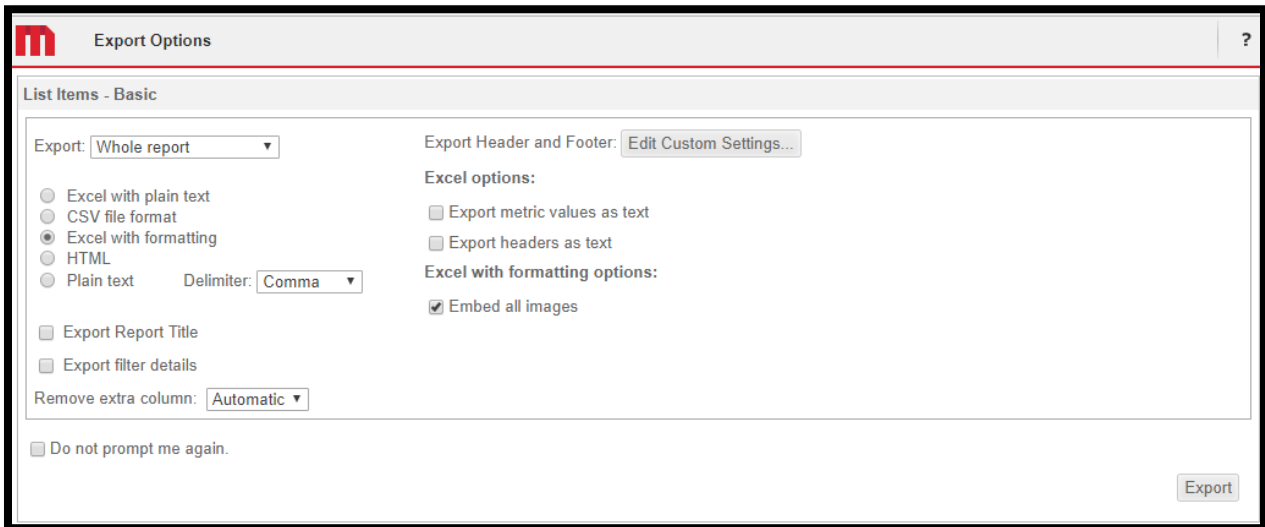 Export Options
?
List Items - Basic
Export: Whole report
Excel with plain text
CSV file format
Excel with formatting
HTML
Plain text Delimiter: Comma
Export Report Title
Export filter details
Remove extra column: Automatic
Export Header and Footer: Edit Custom Settings...
Excel options:
Export metric values as text
Export headers as text
Excel with formatting options:
Embed all images
Do not prompt me again.
Export